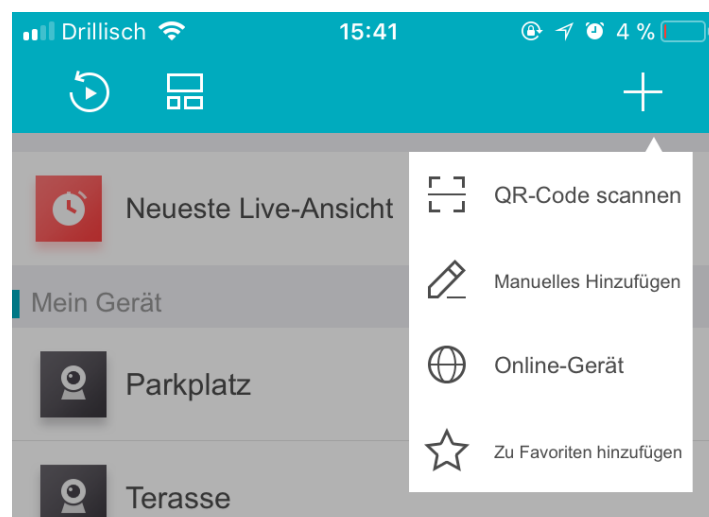 Drillisch 15:41 4 %
Neueste Live-Ansicht
QR-Code scannen
Mein Gerät
Manuelles Hinzufügen
Parkplatz
Online-Gerät
Terasse
Zu Favoriten hinzufügen